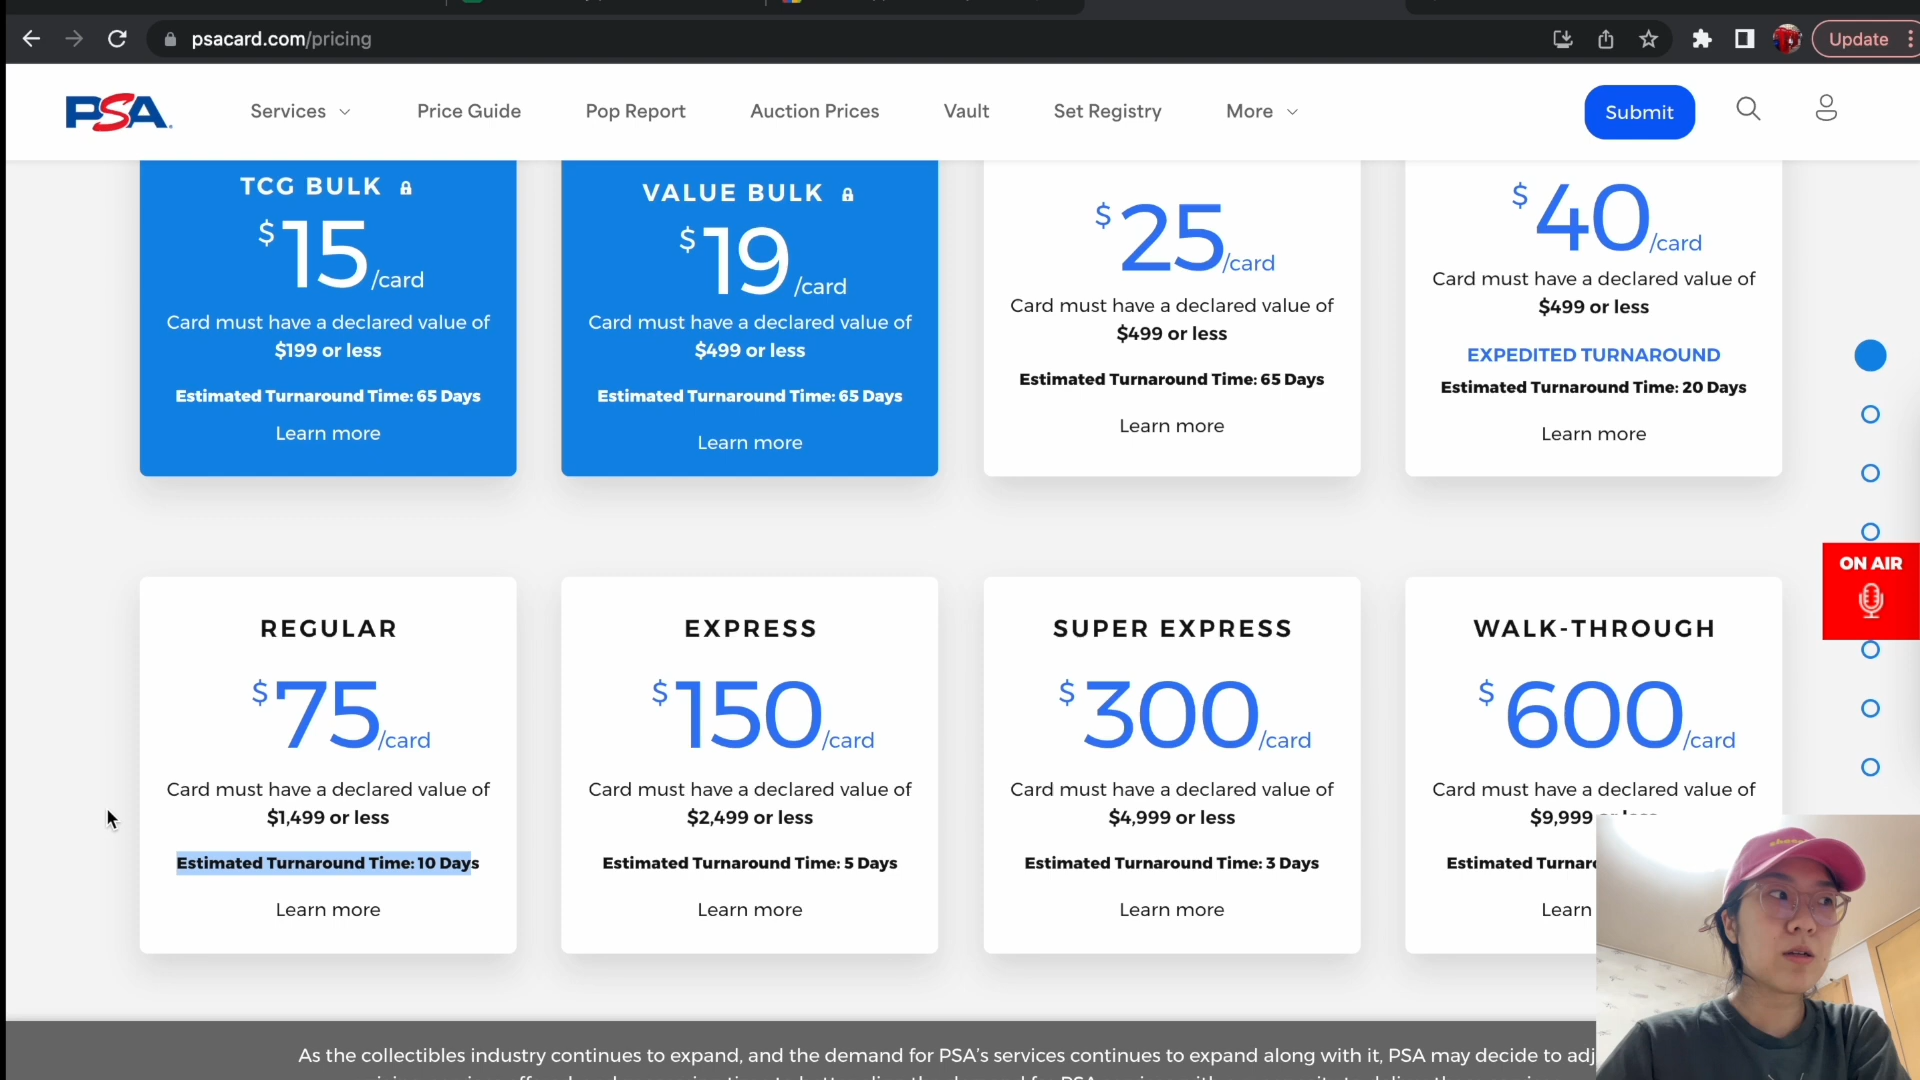 psacard.com/pricing
Update
PSA
Services
Price Guide
Pop Report
Auction Prices
Vault
Set Registry
More
Submit
TCG BULK
$15/card
Card must have a declared value of
$199 or less
Estimated Turnaround Time: 65 Days
Learn more
VALUE BULK
$19/card
Card must have a declared value of
$499 or less
Estimated Turnaround Time: 65 Days
Learn more
$25/card
Card must have a declared value of
$499 or less
Estimated Turnaround Time: 65 Days
Learn more
$40/card
Card must have a declared value of
$499 or less
EXPEDITED TURNAROUND
Estimated Turnaround Time: 20 Days
Learn more
ON AIR
REGULAR
$75/card
Card must have a declared value of
$1,499 or less
Estimated Turnaround Time: 10 Days
Learn more
EXPRESS
$150/card
Card must have a declared value of
$2,499 or less
Estimated Turnaround Time: 5 Days
Learn more
SUPER EXPRESS
$300/card
Card must have a declared value of
$4,999 or less
Estimated Turnaround Time: 3 Days
Learn more
WALK-THROUGH
$600/card
Card must have a declared value of
$9,999
Estimated
Learn
As the collectibles industry continues to expand, and the demand for PSA's services continues to expand along with it, PSA may decide to